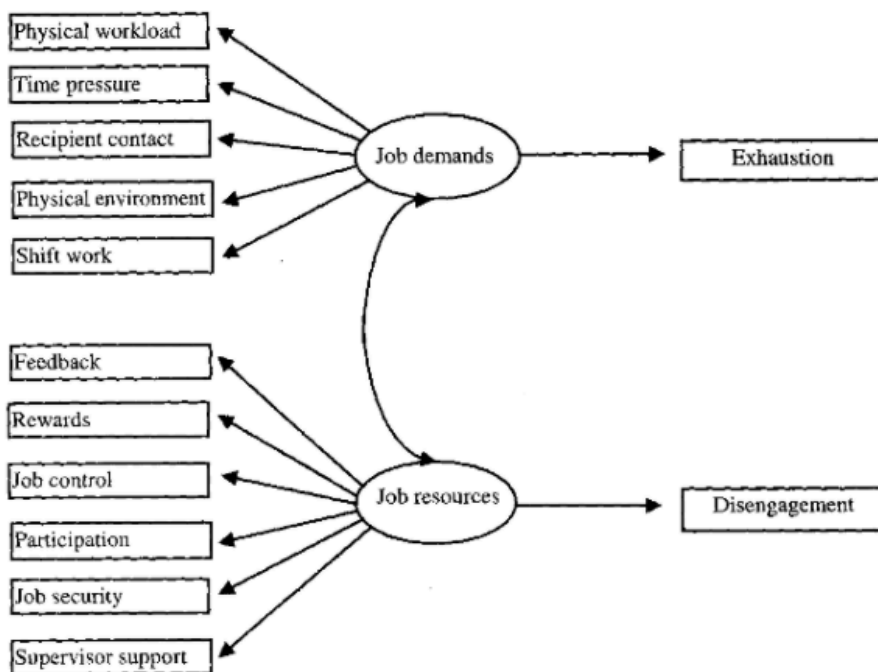 Physical workload
Time pressure
Recipient contact
Physical environment
Shift work
Job demands
Exhaustion
Feedback
Rewards
Job control
Participation
Job security
Supervisor support
Job resources
Disengagement